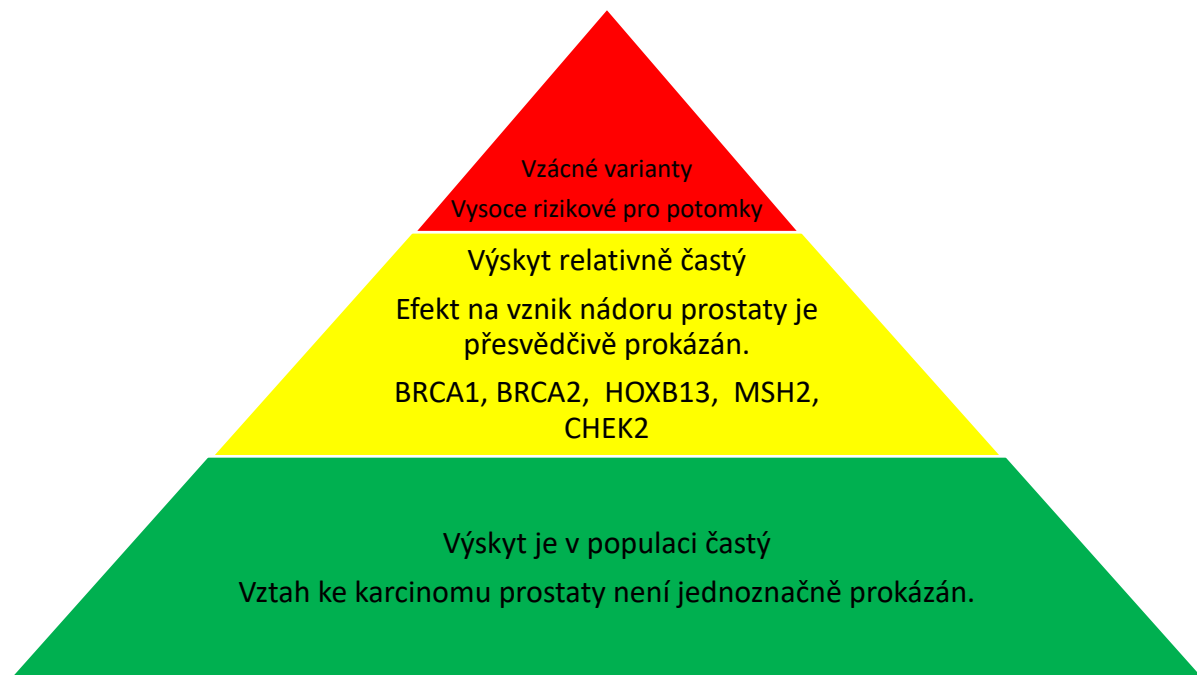 Vzácné varianty
Vysoce rizikové pro potomky
Výskyt relativně častý
Efekt na vznik nádoru prostaty je
přesvědčivě prokázán.
BRCA1, BRCA2,  HOXB13,  MSH2,
CHEK2
Výskyt je v populaci častý
Vztah ke karcinomu prostaty není jednoznačně prokázán.